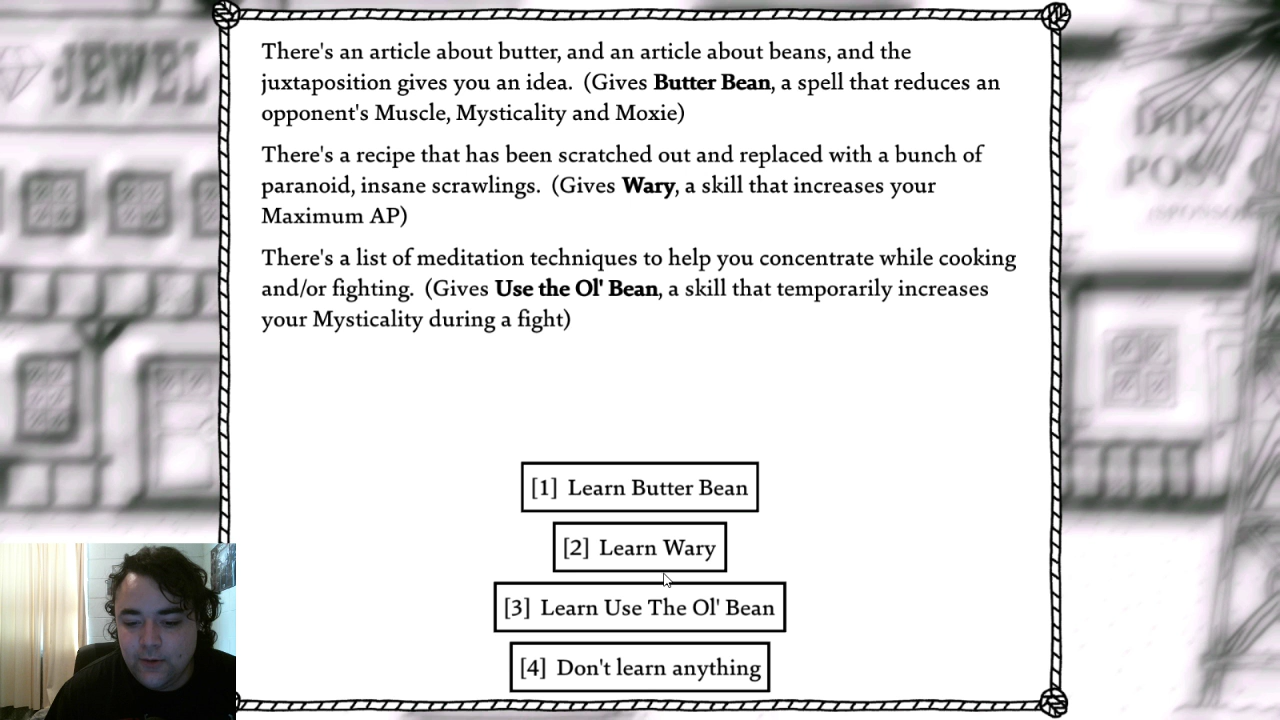 JEWEL
There's an article about butter, and an article about beans, and the
juxtaposition gives you an idea.  (Gives Butter Bean, a spell that reduces an
opponent's Muscle, Mysticality and Moxie)
There's a recipe that has been scratched out and replaced with a bunch of
paranoid, insane scrawlings.  (Gives Wary, a skill that increases your
Maximum AP)
There's a list of meditation techniques to help you concentrate while cooking
and/or fighting.  (Gives Use the Ol' Bean, a skill that temporarily increases
your Mysticality during a fight)
[1] Learn Butter Bean
[2] Learn Wary
[3] Learn Use The Ol' Bean
[4] Don't learn anything